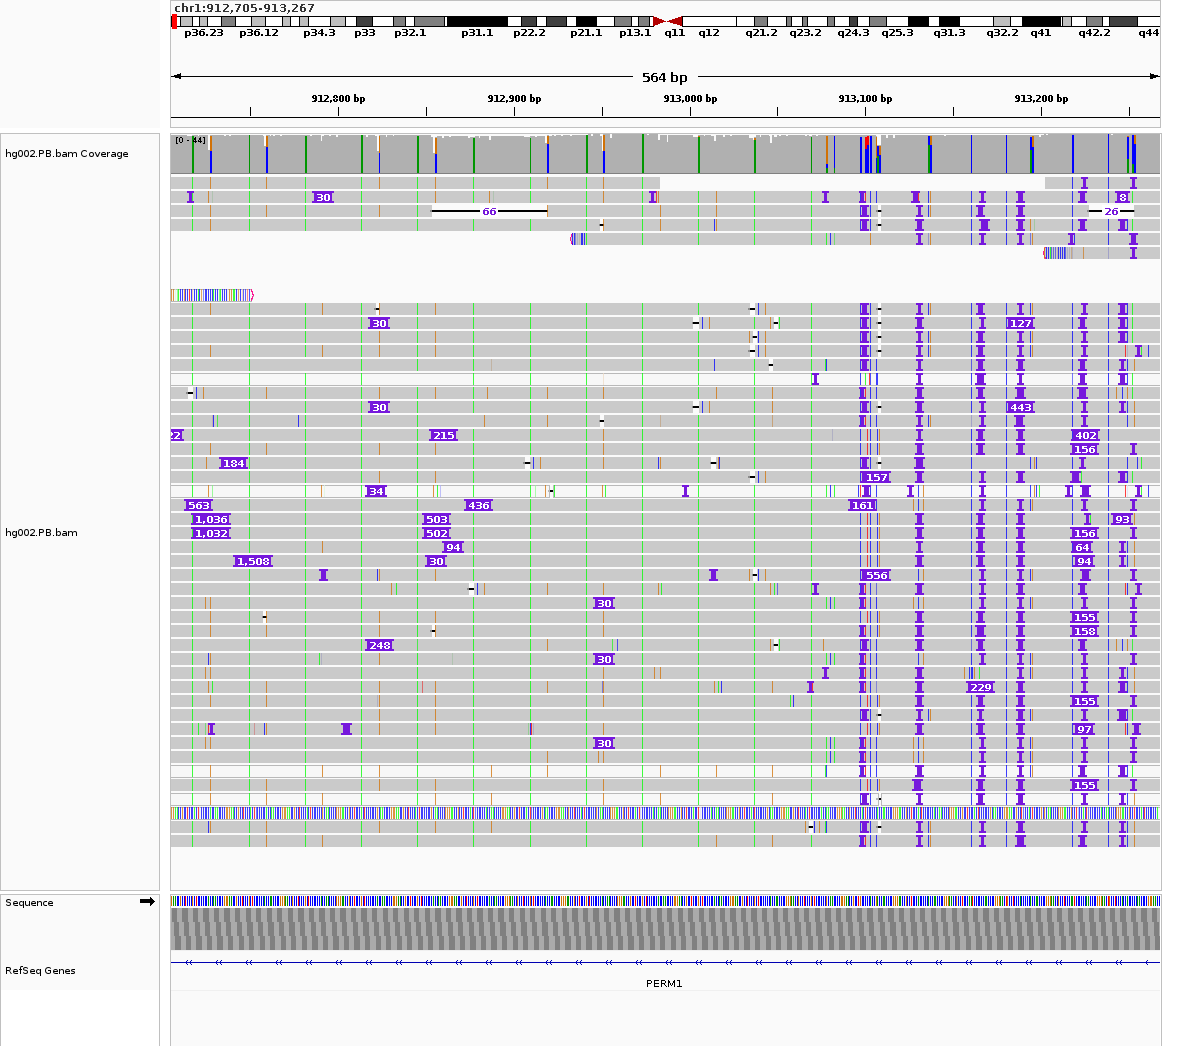 chr1:912,705-913,267
p36.23 p36.12 p34.3 p33 p32.1 p31.1 p22.2 p21.1 p13.1 q11 q12 q21.2 q23.2 q24.3 q25.3 q31.3 q32.2 q41 q42.2 q44
564 bp
912,800 bp 912,900 bp 913,000 bp 913,100 bp 913,200 bp
hg002.PB.bam Coverage
[0 - 44]
30 8
66 26
30 127
30 443
22 215 402
156
184
157
34
563 436 161
1,036 503 93
1,032 502 156
hg002.PB.bam
94 64
1,508 30 94
556
30
155
158
248
30
229
155
97
30
155
Sequence
RefSeq Genes
PERM1